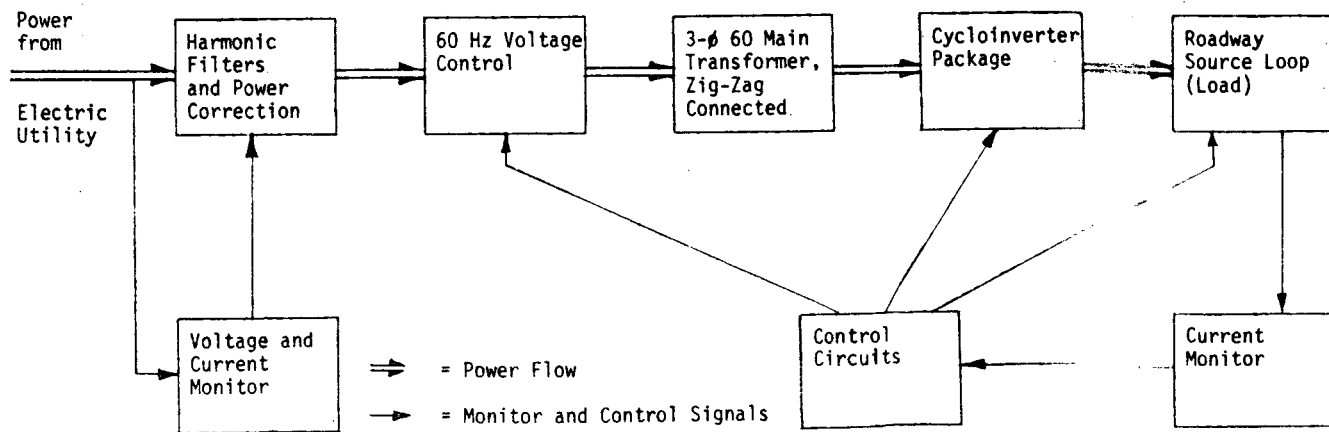 Power
from
Electric
Utility
Harmonic
Filters
and Power
Correction
60 Hz Voltage
Control
3-ø 60 Main
Transformer,
Zig-Zag
Connected
Cycloinverter
Package
Roadway
Source Loop
(Load)
Voltage and
Current
Monitor
= Power Flow
= Monitor and Control Signals
Control
Circuits
Current
Monitor